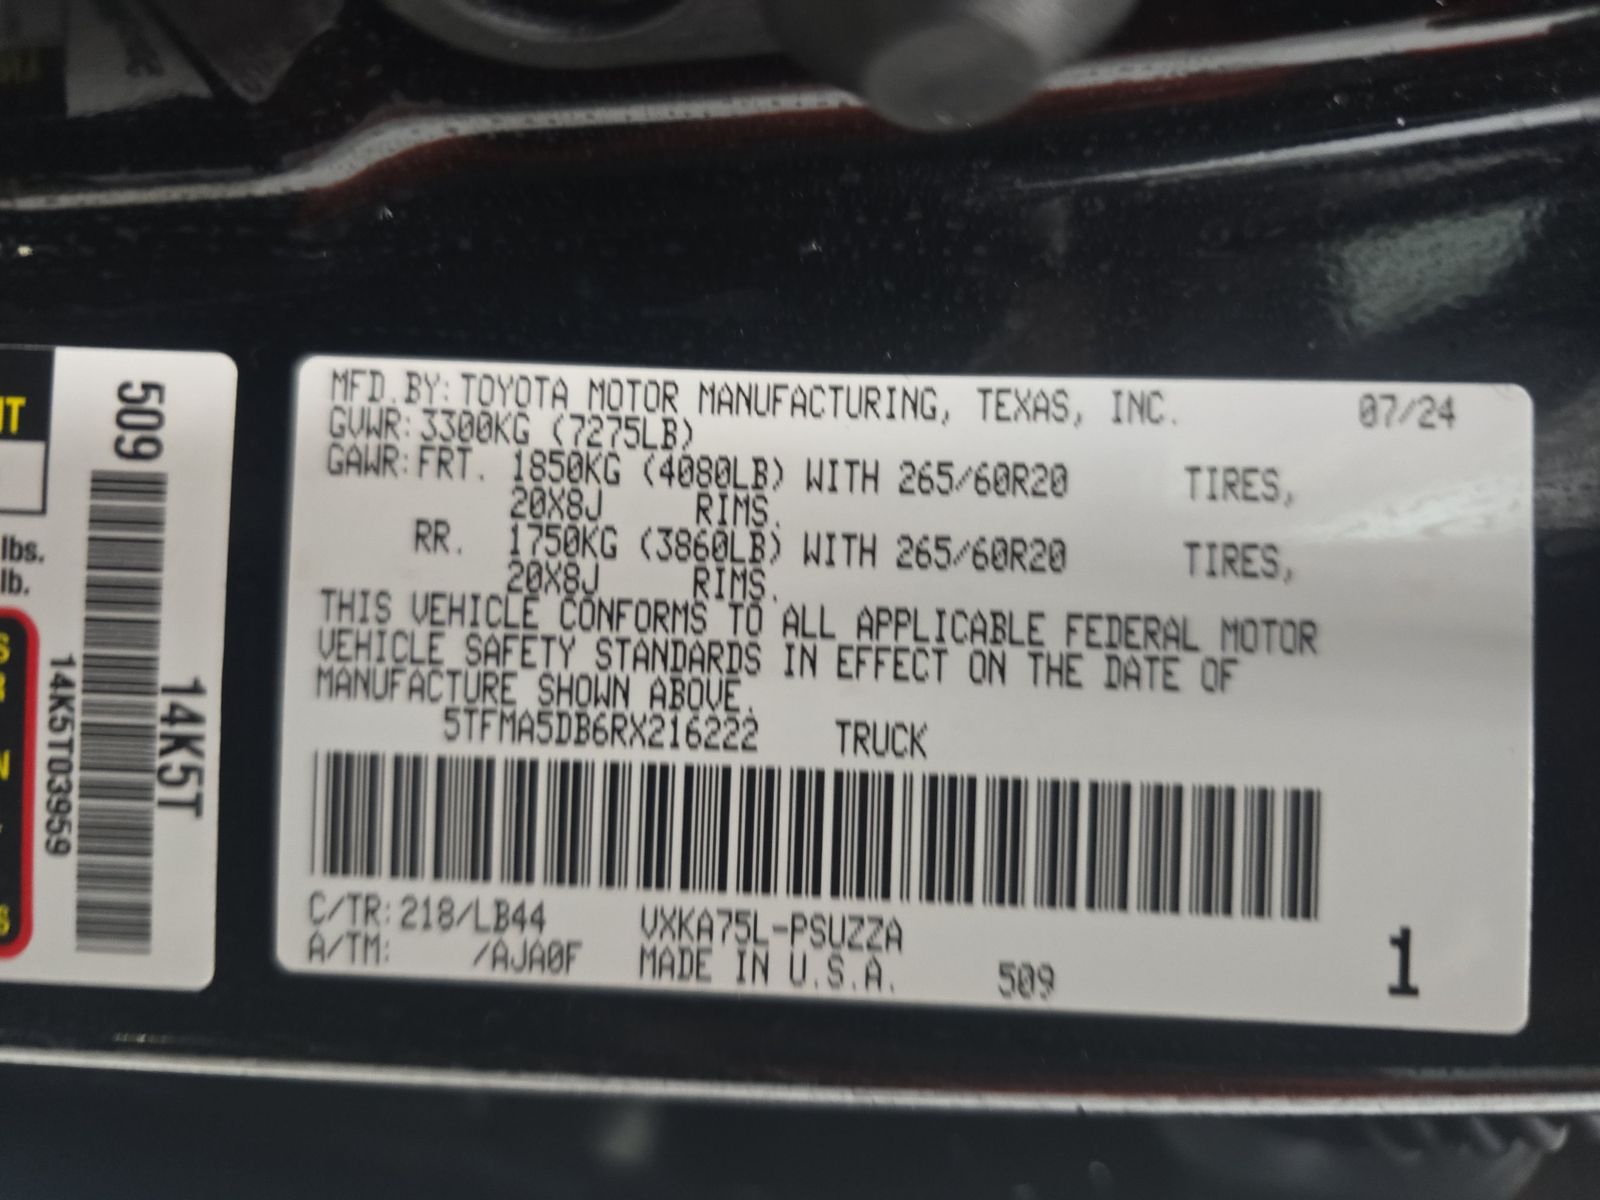 MFD. BY: TOYOTA MOTOR MANUFACTURING, TEXAS, INC. 07/24
GVWR: 3300KG (7275LB)
GAWR: FRT. 1850KG (4080LB) WITH 265/60R20 TIRES,
20X8J RIMS.
RR. 1750KG (3860LB) WITH 265/60R20 TIRES,
20X8J RIMS.
THIS VEHICLE CONFORMS TO ALL APPLICABLE FEDERAL MOTOR
VEHICLE SAFETY STANDARDS IN EFFECT ON THE DATE OF
MANUFACTURE SHOWN ABOVE.
5TFMA5DB6RX216222 TRUCK
C/TR: 218/LB44 VXKA75L-PSUZZA
A/TM: /AJA0F MADE IN U.S.A. 509 1
509
14K5T
14K5T03959
lbs.
lb.